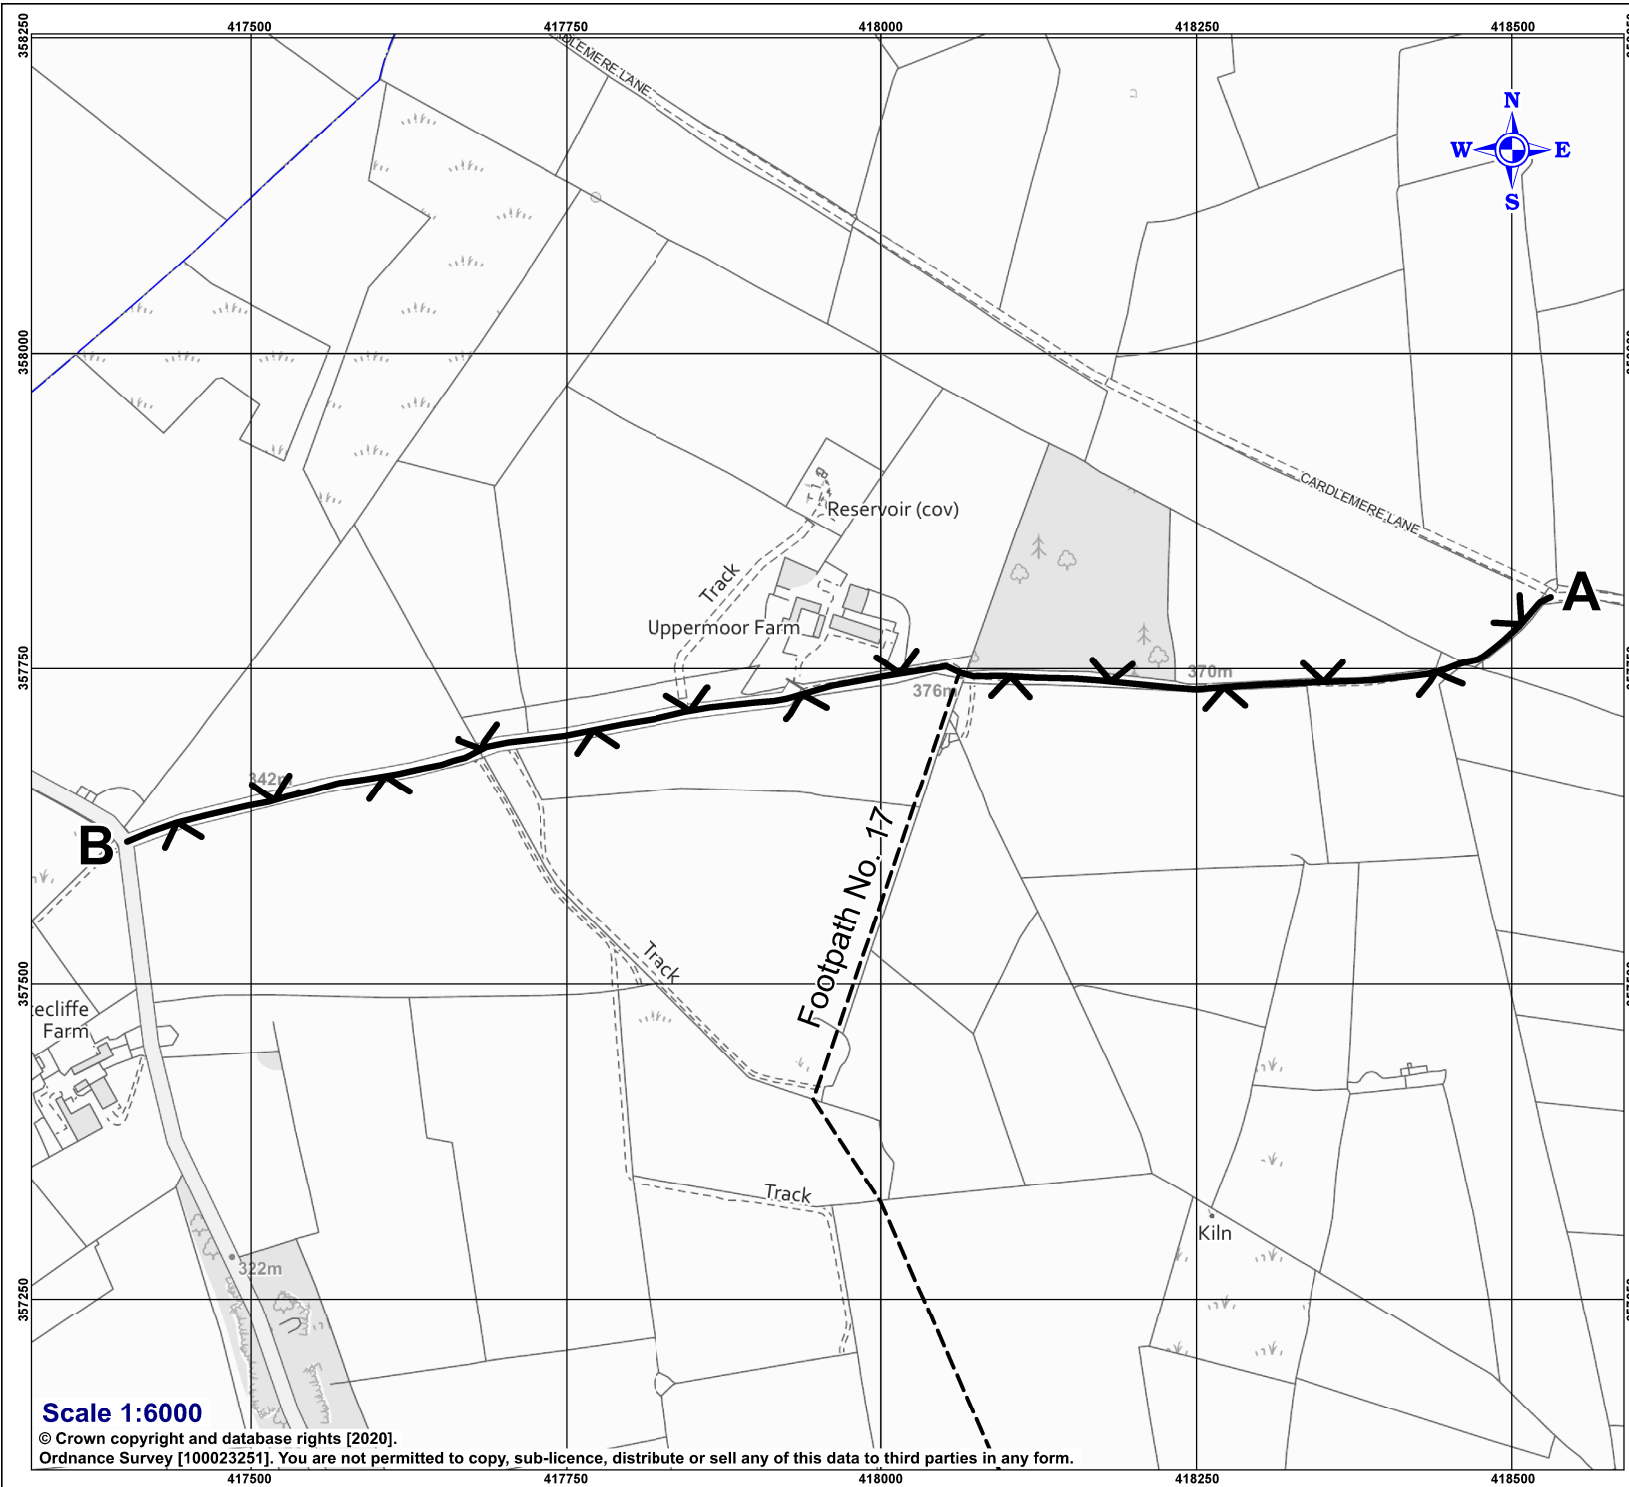 417500 417750 418000 418250 418500
358250
DLEMERE LANE
N
W E
S
358000
Reservoir (cov)
CARDLEMERE LANE
Track
A
Uppermoor Farm
357750
370m
376m
342m
B
Footpath No. 17
Track
357500
tecliffe
Farm
Track
Kiln
322m
357250
Scale 1:6000
© Crown copyright and database rights [2020].
Ordnance Survey [100023251]. You are not permitted to copy, sub-licence, distribute or sell any of this data to third parties in any form.
417500 417750 418000 418250 418500